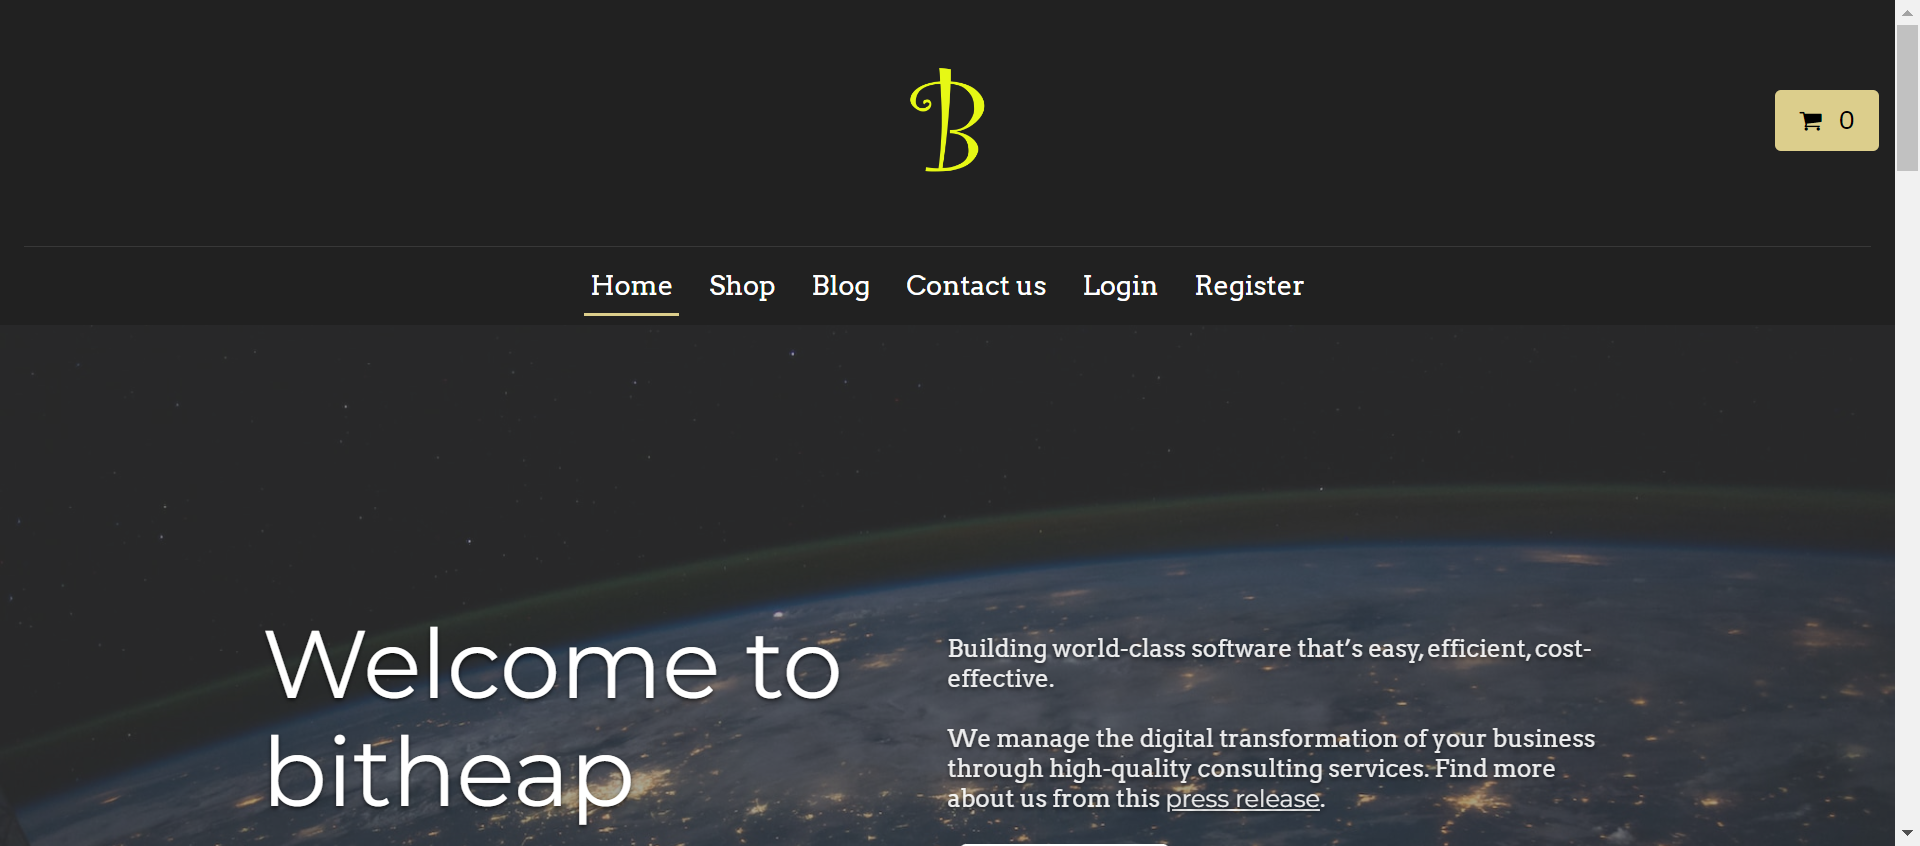 B
0
Home Shop Blog Contact us Login Register
Welcome to
bitheap
Building world-class software that’s easy, efficient, cost-
effective.
We manage the digital transformation of your business
through high-quality consulting services. Find more
about us from this press release.